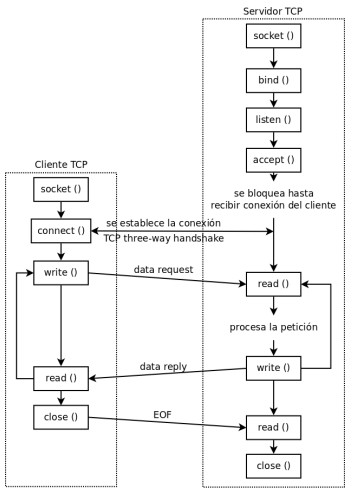 Servidor TCP
socket ()
bind ()
listen ()
accept ()
se bloquea hasta
recibir conexión del cliente
Cliente TCP
socket ()
connect ()
se establece la conexión
TCP three-way handshake
write ()
data request
read ()
procesa la petición
write ()
data reply
read ()
close ()
EOF
read ()
close ()